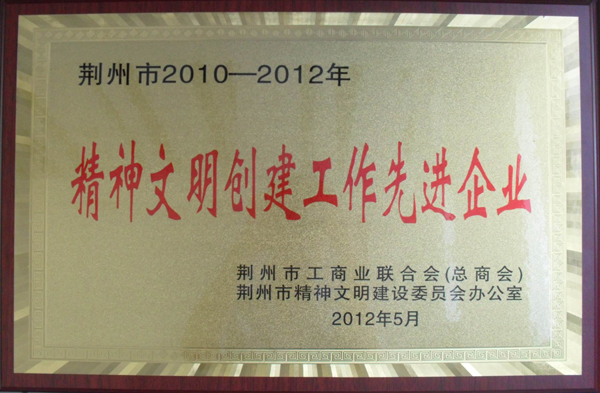 荆州市2010—2012年
精神文明创建工作先进企业
荆州市工商业联合会(总商会)
荆州市精神文明建设委员会办公室
2012年5月